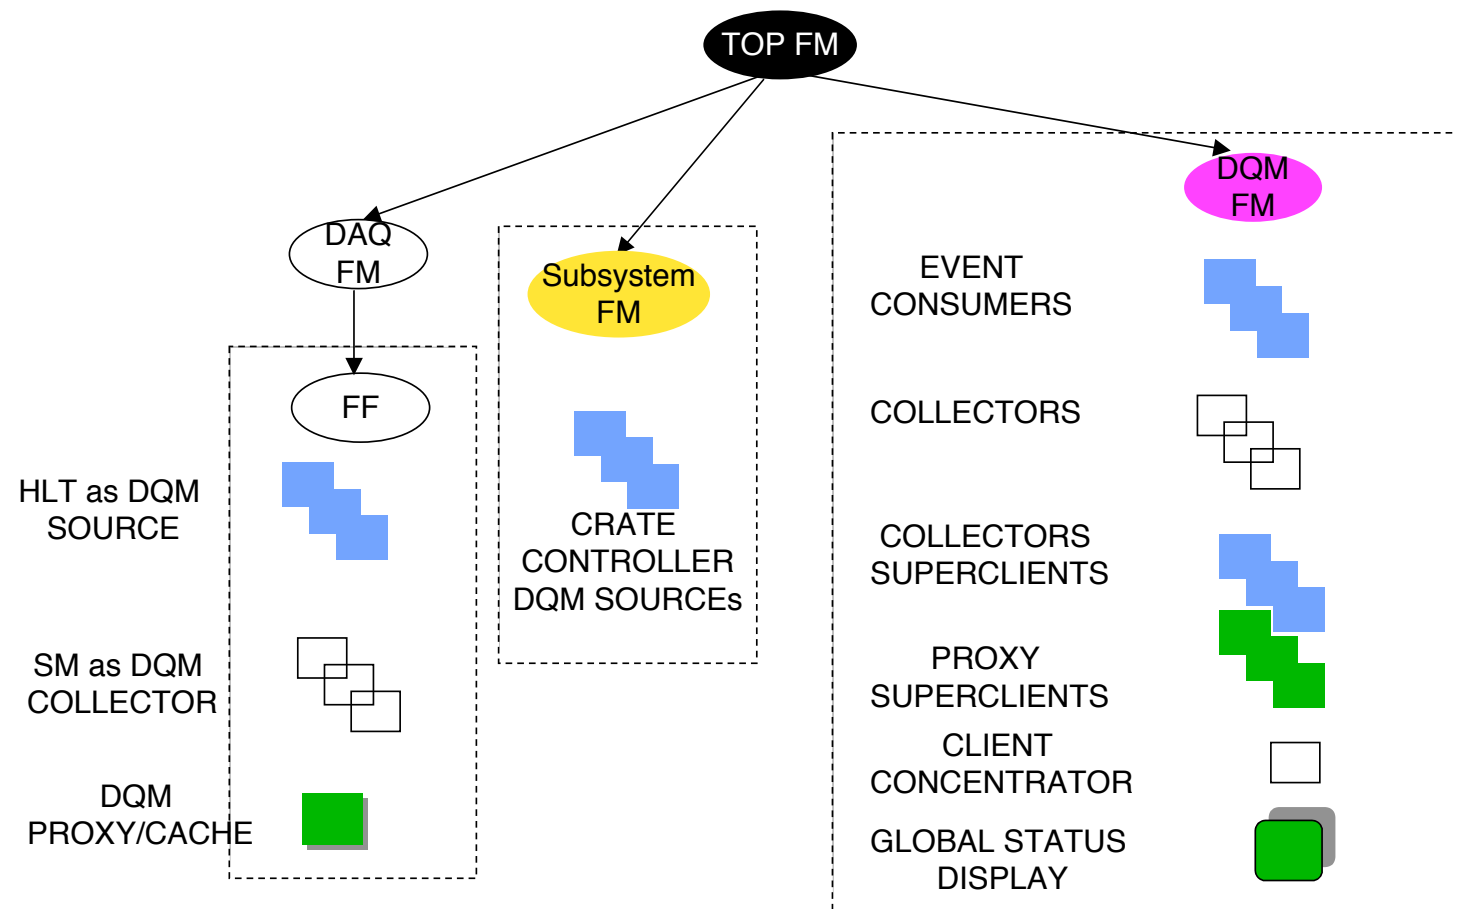 TOP FM
DAQ
FM
FF
HLT as DQM
SOURCE
SM as DQM
COLLECTOR
DQM
PROXY/CACHE
Subsystem
FM
CRATE
CONTROLLER
DQM SOURCEs
DQM
FM
EVENT
CONSUMERS
COLLECTORS
COLLECTORS
SUPERCLIENTS
PROXY
SUPERCLIENTS
CLIENT
CONCENTRATOR
GLOBAL STATUS
DISPLAY